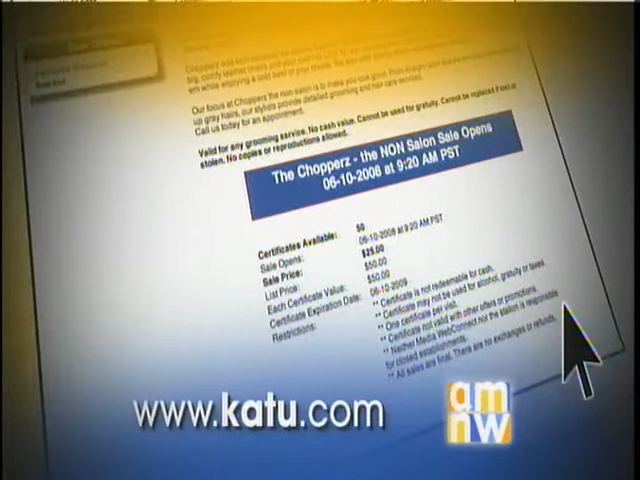 Our focus at Chopperz the non salon is to make you look good. From
up gray hairs, our stylists provide detailed grooming and hair care services.
Call us today for an appointment.
Valid for any grooming service. No cash value. Cannot be used for gratuity. Cannot be replaced if lost or
stolen. No copies or reproductions allowed.
The Chopperz - the NON Salon Sale Opens
06-10-2008 at 9:20 AM PST
Certificates Available: 50
Sale Opens: 06-10-2008 at 9:20 AM PST
Sale Price: $25.00
List Price: $50.00
Each Certificate Value: $50.00
Certificate Expiration Date: 06-10-2009
Restrictions: ** Certificate is not redeemable for cash.
** Certificate may not be used for alcohol, gratuity or taxes.
** One certificate per visit.
** Certificate not valid with other offers or promotions.
** Neither Media WebConnect nor the station is responsible
for closed establishments.
** All sales are final. There are no exchanges or refunds.
www.katu.com
am
nw